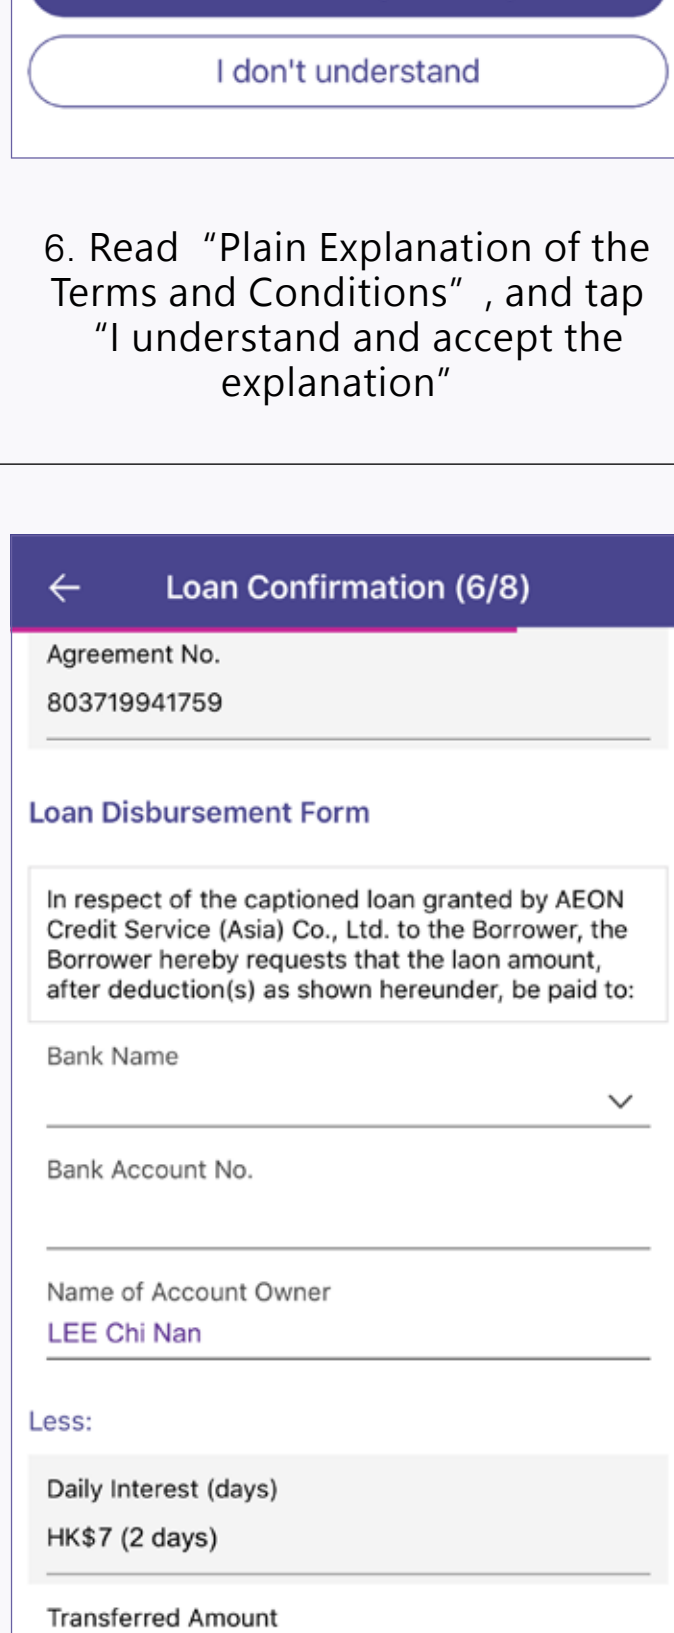 I don't understand
6. Read “Plain Explanation of the
Terms and Conditions”, and tap
“I understand and accept the
explanation”
Loan Confirmation (6/8)
Agreement No.
803719941759
Loan Disbursement Form
In respect of the captioned loan granted by AEON
Credit Service (Asia) Co., Ltd. to the Borrower, the
Borrower hereby requests that the laon amount,
after deduction(s) as shown hereunder, be paid to:
Bank Name
Bank Account No.
Name of Account Owner
LEE Chi Nan
Less:
Daily Interest (days)
HK$7 (2 days)
Transferred Amount